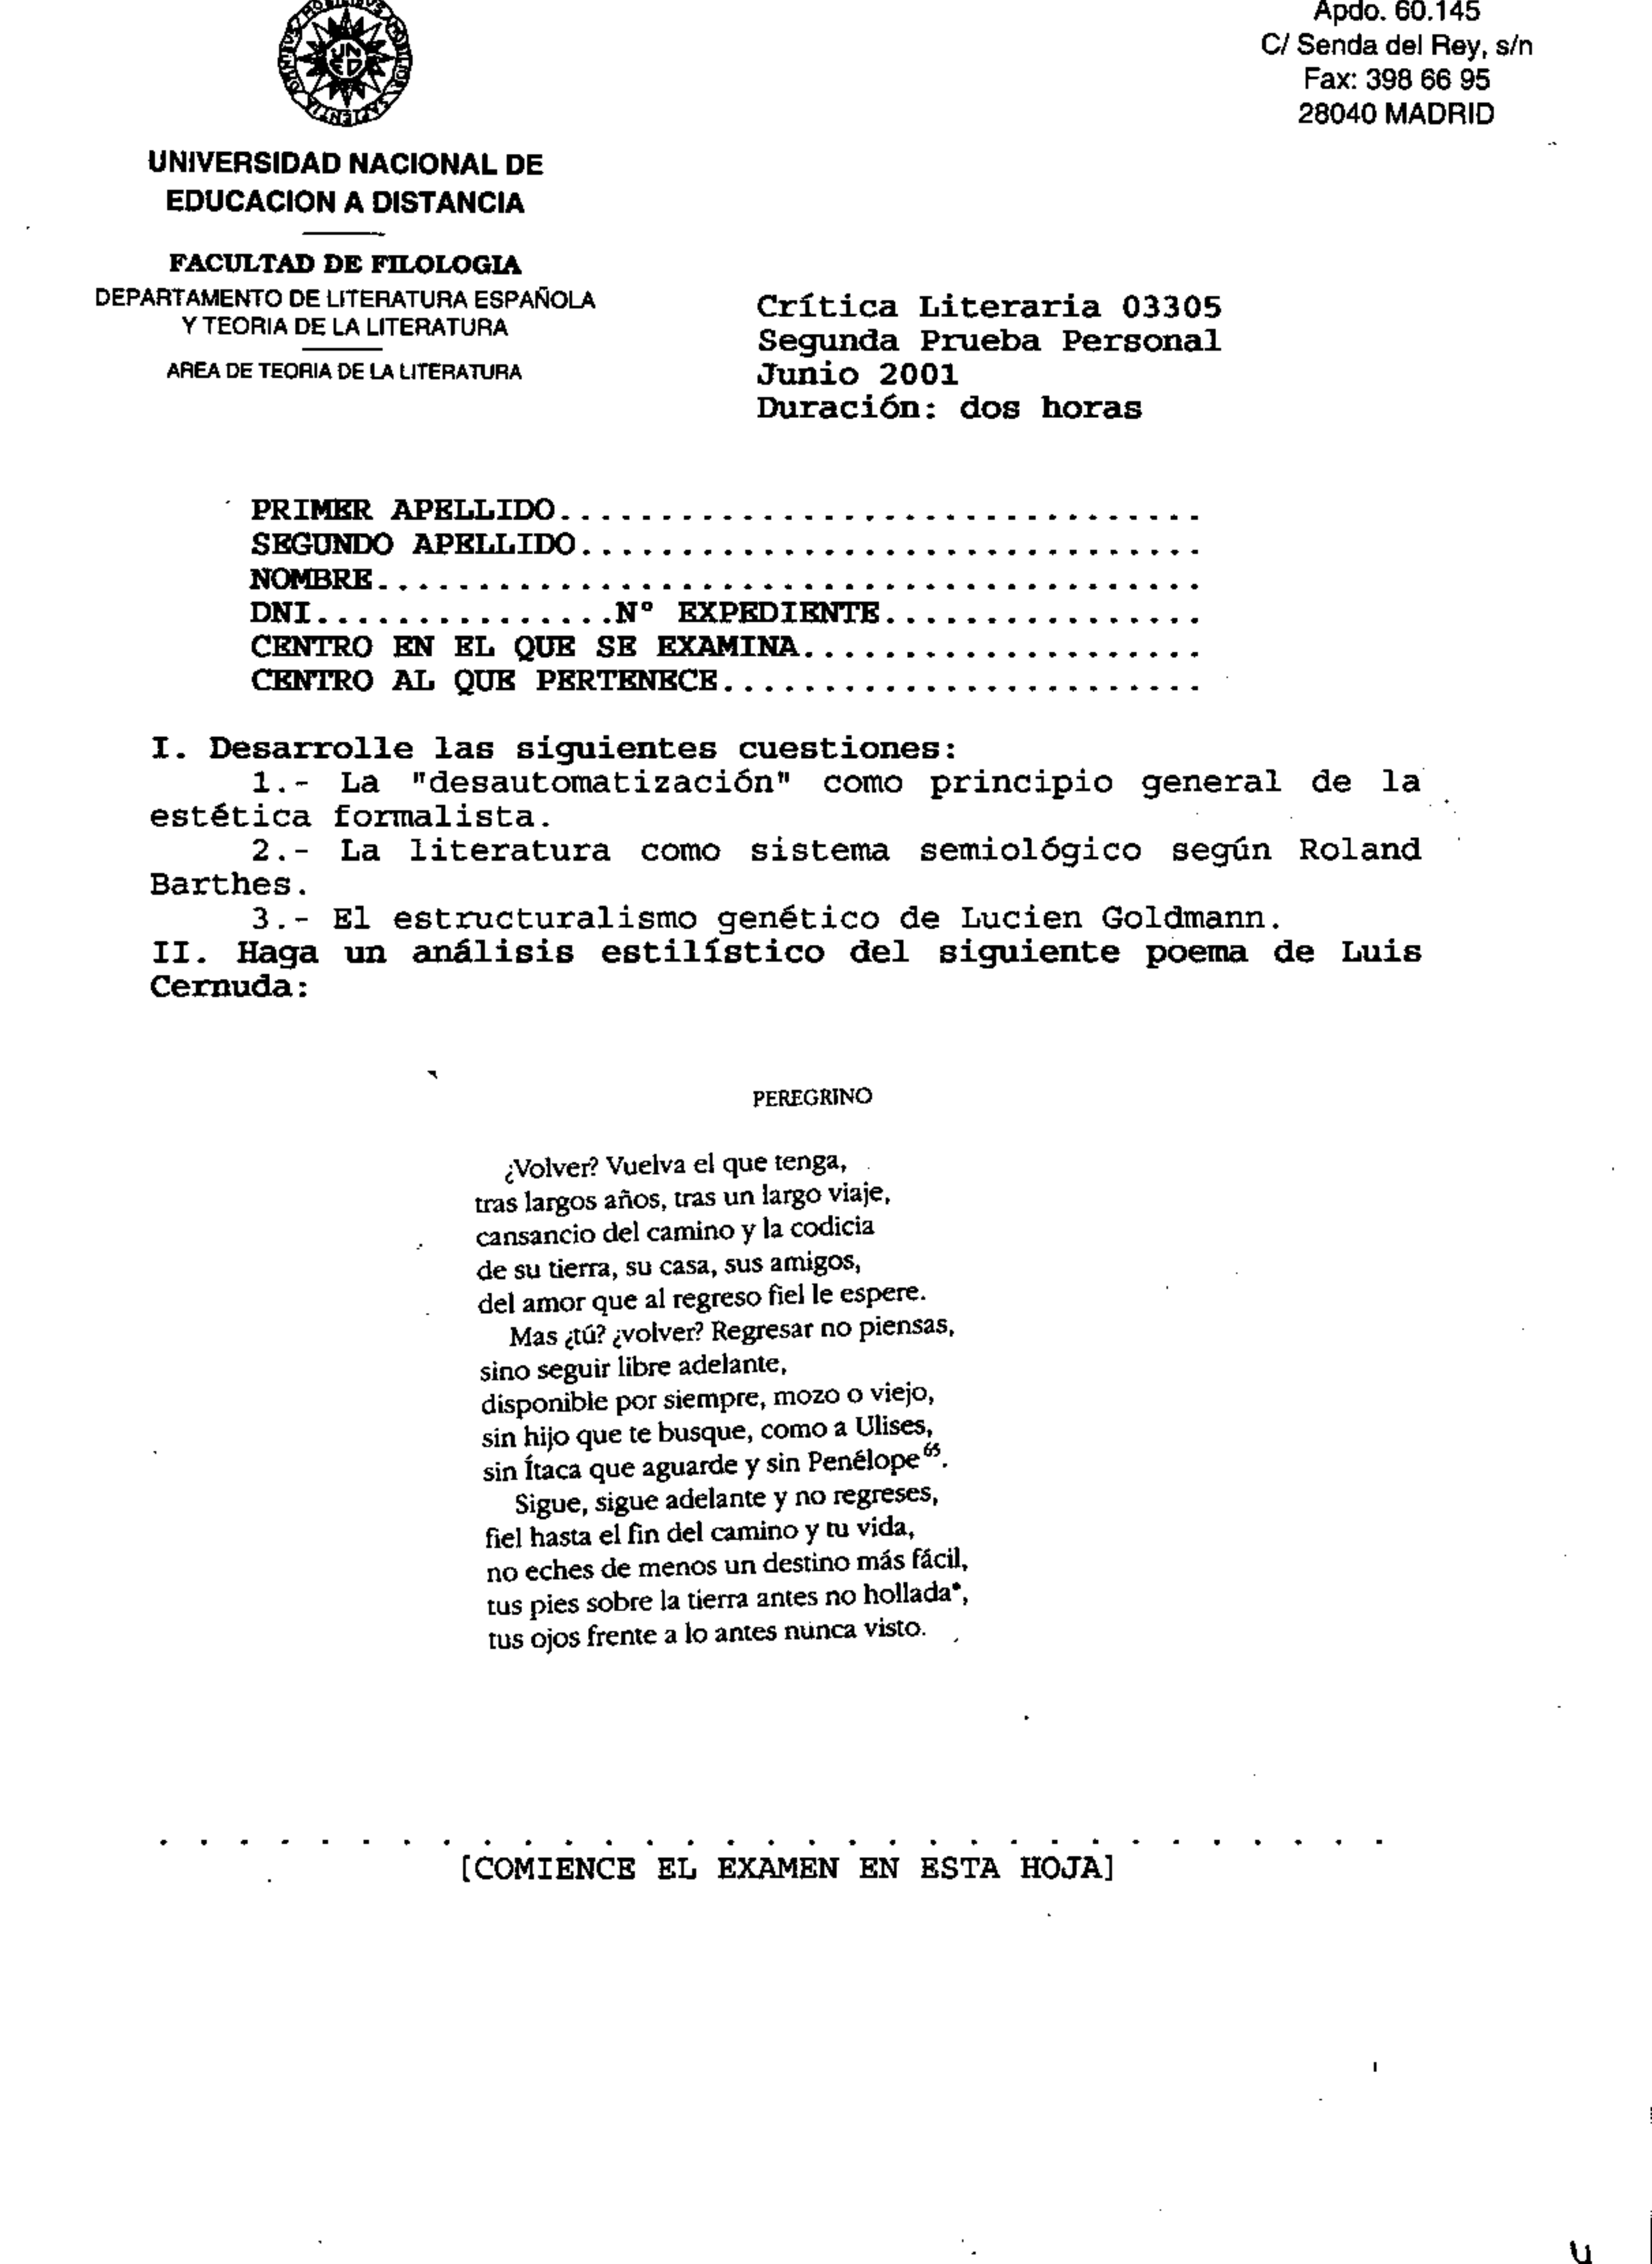 Apdo. 60.145
C/ Senda del Rey, s/n
Fax: 398 66 95
28040 MADRID
UNED
UNIVERSIDAD NACIONAL DE
EDUCACION A DISTANCIA
FACULTAD DE FILOLOGIA
DEPARTAMENTO DE LITERATURA ESPAÑOLA
Y TEORIA DE LA LITERATURA
AREA DE TEORIA DE LA LITERATURA
Crítica Literaria 03305
Segunda Prueba Personal
Junio 2001
Duración: dos horas
PRIMER APELLIDO................................
SEGUNDO APELLIDO...............................
NOMBRE.........................................
DNI...............Nº EXPEDIENTE................
CENTRO EN EL QUE SE EXAMINA....................
CENTRO AL QUE PERTENECE........................
I. Desarrolle las siguientes cuestiones:
1.- La "desautomatización" como principio general de la
estética formalista.
2.- La literatura como sistema semiológico según Roland
Barthes.
3.- El estructuralismo genético de Lucien Goldmann.
II. Haga un análisis estilístico del siguiente poema de Luis
Cernuda:
PEREGRINO
¿Volver? Vuelva el que tenga,
tras largos años, tras un largo viaje,
cansancio del camino y la codicia
de su tierra, su casa, sus amigos,
del amor que al regreso fiel le espere.
Mas ¿tú? ¿volver? Regresar no piensas,
sino seguir libre adelante,
disponible por siempre, mozo o viejo,
sin hijo que te busque, como a Ulises,
sin Ítaca que aguarde y sin Penélope65.
Sigue, sigue adelante y no regreses,
fiel hasta el fin del camino y tu vida,
no eches de menos un destino más fácil,
tus pies sobre la tierra antes no hollada*,
tus ojos frente a lo antes nunca visto.
. . . . . . . . . . . . . . . . . . . . . . . . . . . . . . .
[COMIENCE EL EXAMEN EN ESTA HOJA]